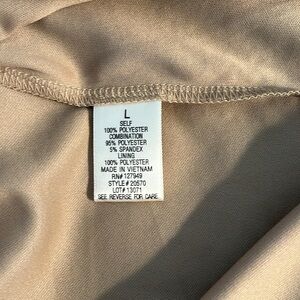 L
SELF
100% POLYESTER
COMBINATION
95% POLYESTER
5% SPANDEX
LINING
100% POLYESTER
MADE IN VIETNAM
RN# 127949
STYLE # 20570
LOT# 13071
SEE REVERSE FOR CARE